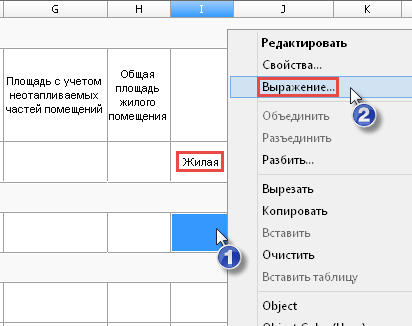 G H I J K
Площадь с учетом
неотапливаемых
частей помещений
Общая
площадь
жилого
помещения
Жилая
1
Редактировать
Свойства...
Выражение...
2
Объединить
Разъединить
Разбить...
Вырезать
Копировать
Вставить
Очистить
Вставить таблицу
Object